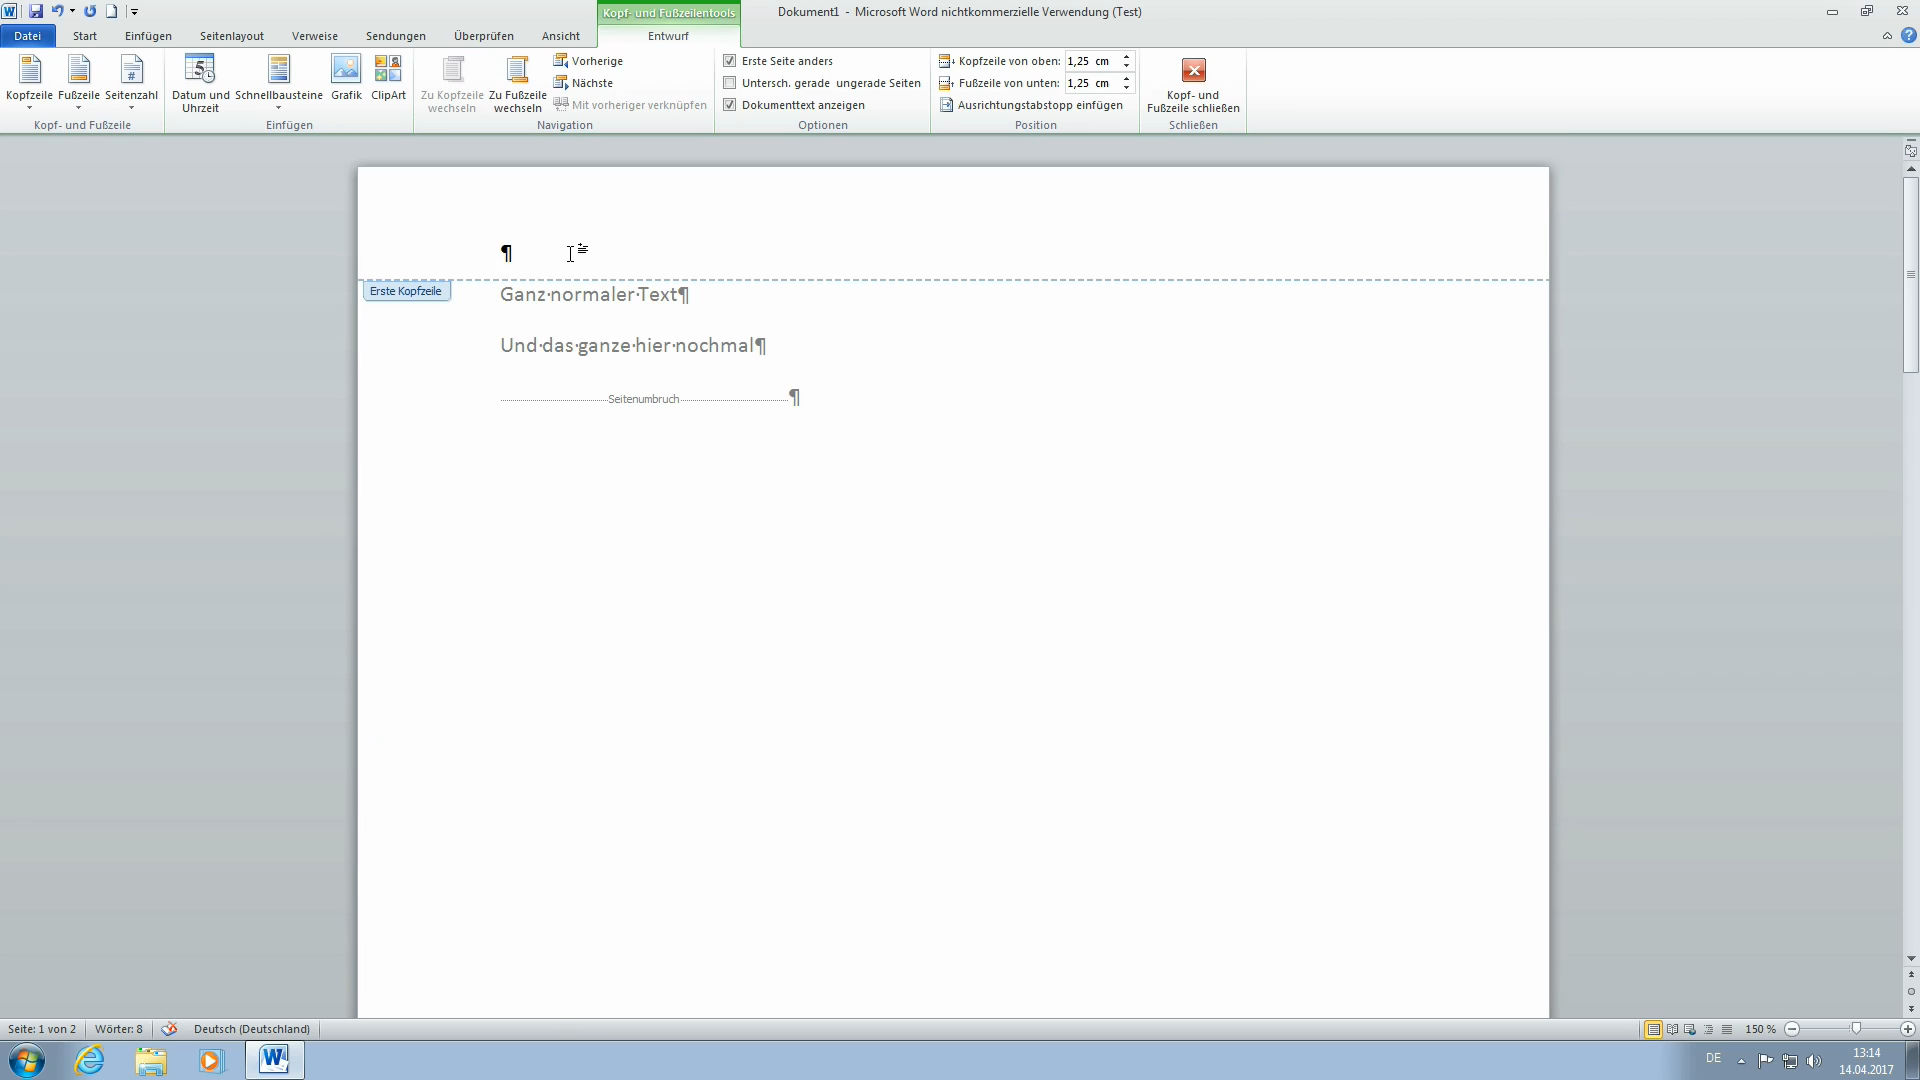 Kopf- und Fußzeilentools
Dokument1 - Microsoft Word nichtkommerzielle Verwendung (Test)
Datei Start Einfügen Seitenlayout Verweise Sendungen Überprüfen Ansicht Entwurf
Kopfzeile Fußzeile Seitenzahl
Kopf- und Fußzeile
Datum und Uhrzeit
Schnellbausteine
Grafik
ClipArt
Einfügen
Zu Kopfzeile wechseln
Zu Fußzeile wechseln
Vorherige
Nächste
Mit vorheriger verknüpfen
Navigation
Erste Seite anders
Untersch. gerade ungerade Seiten
Dokumenttext anzeigen
Optionen
Kopfzeile von oben: 1,25 cm
Fußzeile von unten: 1,25 cm
Ausrichtungstabstopp einfügen
Position
Kopf- und Fußzeile schließen
Schließen
¶
Erste Kopfzeile
Ganz·normaler·Text¶
Und·das·ganze·hier·nochmal¶
Seitenumbruch ¶
Seite: 1 von 2 Wörter: 8 Deutsch (Deutschland) 150 %
DE 13:14
14.04.2017